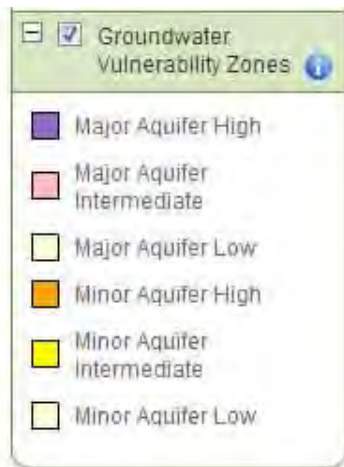 Groundwater
Vulnerability Zones
Major Aquifer High
Major Aquifer
Intermediate
Major Aquifer Low
Minor Aquifer High
Minor Aquifer
Intermediate
Minor Aquifer Low